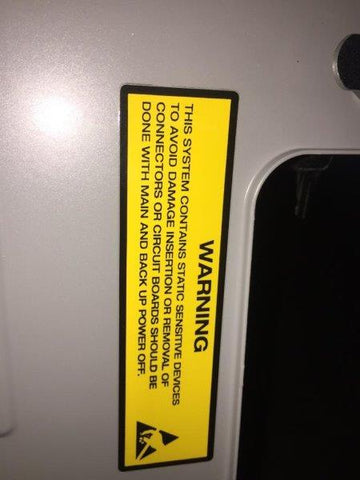 WARNING
THIS SYSTEM CONTAINS STATIC SENSITIVE DEVICES
TO AVOID DAMAGE INSERTION OR REMOVAL OF
CONNECTORS OR CIRCUIT BOARDS SHOULD BE
DONE WITH MAIN AND BACK UP POWER OFF.